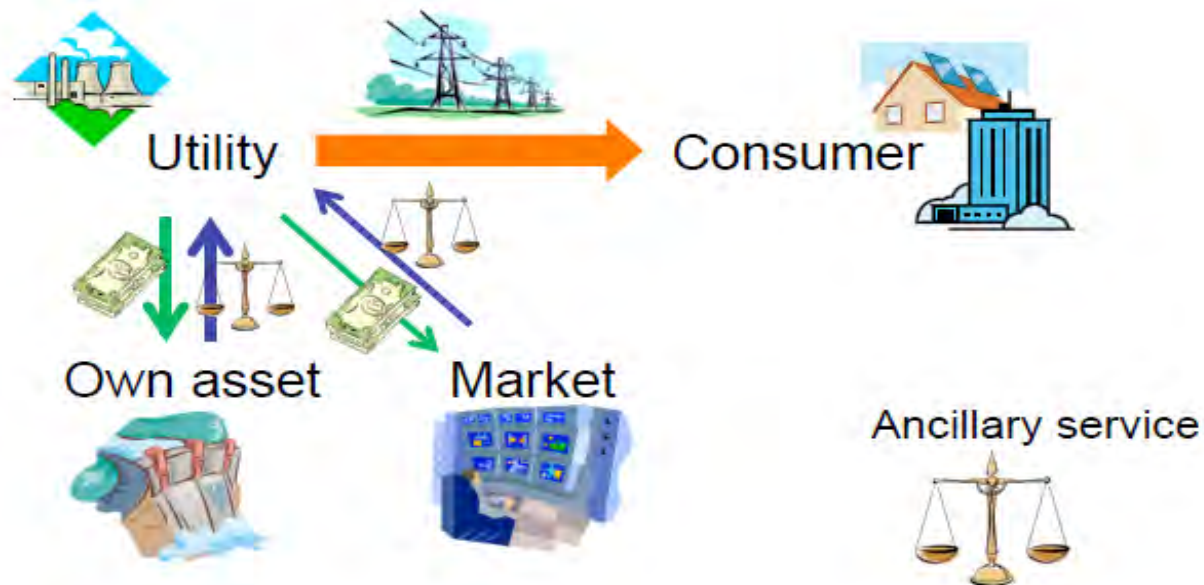 Utility
Consumer
Own asset
Market
Ancillary service